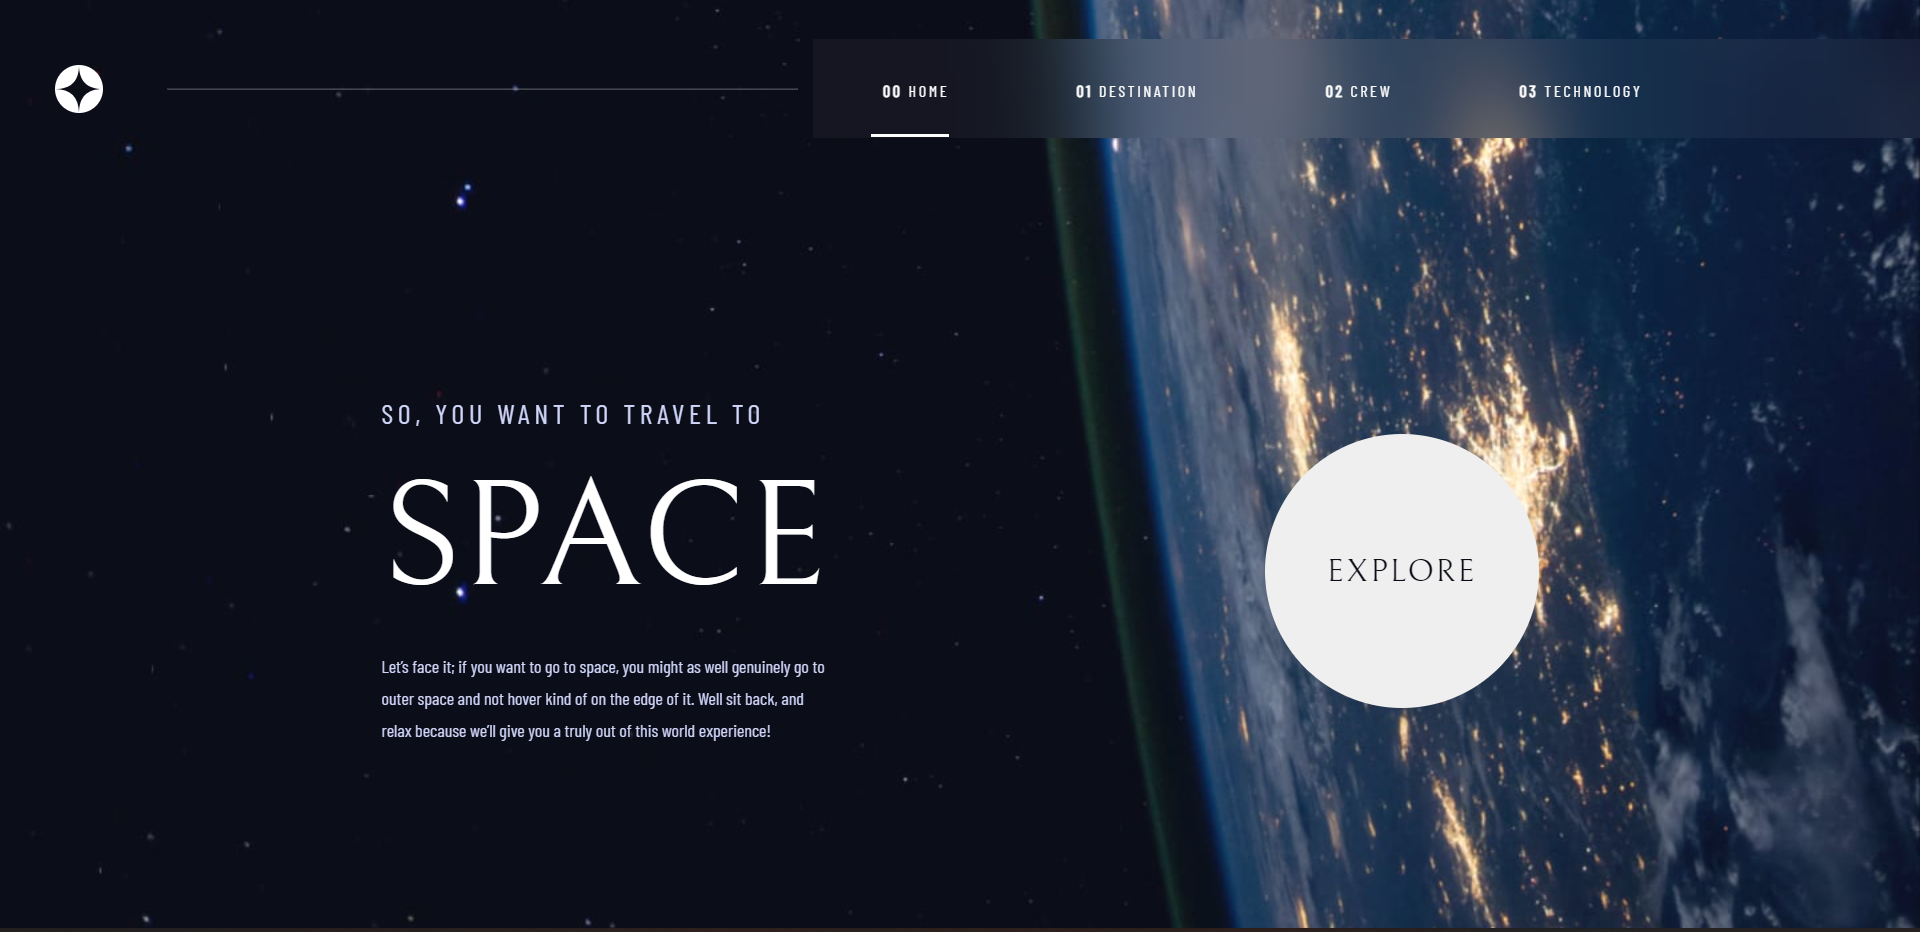 00 HOME 01 DESTINATION 02 CREW 03 TECHNOLOGY
SO, YOU WANT TO TRAVEL TO
SPACE
Let's face it; if you want to go to space, you might as well genuinely go to
outer space and not hover kind of on the edge of it. Well sit back, and
relax because we'll give you a truly out of this world experience!
EXPLORE